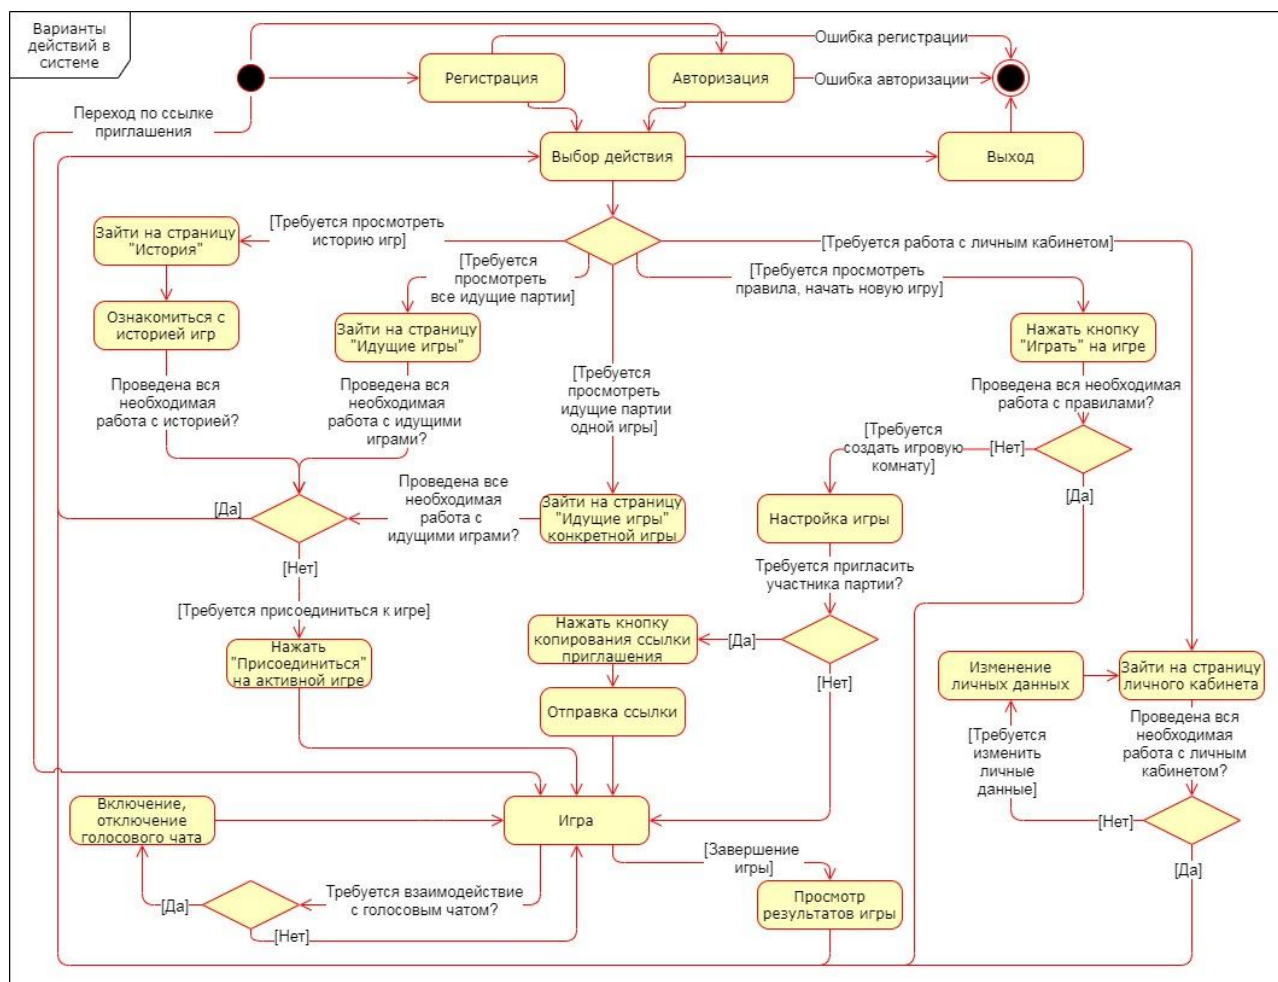 Варианты
действий в
системе
Ошибка регистрации
Регистрация
Авторизация
Ошибка авторизации
Переход по ссылке
приглашения
Выбор действия
Выход
Зайти на страницу
"История"
[Требуется просмотреть
историю игр]
[Требуется работа с личным кабинетом]
[Требуется
просмотреть
все идущие партии]
[Требуется просмотреть
правила, начать новую игру]
Ознакомиться с
историей игр
Зайти на страницу
"Идущие игры"
Нажать кнопку
"Играть" на игре
[Требуется
просмотреть
идущие партии
одной игры]
Проведена вся
необходимая
работа с историей?
Проведена вся
необходимая
работа с идущими
играми?
Проведена вся необходимая
работа с правилами?
[Требуется
создать игровую
комнату]
[Нет]
[Да]
[Да]
Проведена все
необходимая
работа с
идущими играми?
Зайти на страницу
"Идущие игры"
конкретной игры
Настройка игры
[Нет]
Требуется пригласить
участника партии?
[Требуется присоединиться к игре]
Нажать
"Присоединиться"
на активной игре
Нажать кнопку
копирования ссылки
приглашения
[Да]
[Нет]
Изменение
личных данных
Зайти на страницу
личного кабинета
Отправка ссылки
[Требуется
изменить
личные
данные]
Проведена вся
необходимая
работа с личным
кабинетом?
Включение,
отключение
голосового чата
Игра
[Нет]
[Да]
[Завершение
игры]
Требуется взаимодействие
с голосовым чатом?
[Да]
[Нет]
Просмотр
результатов игры